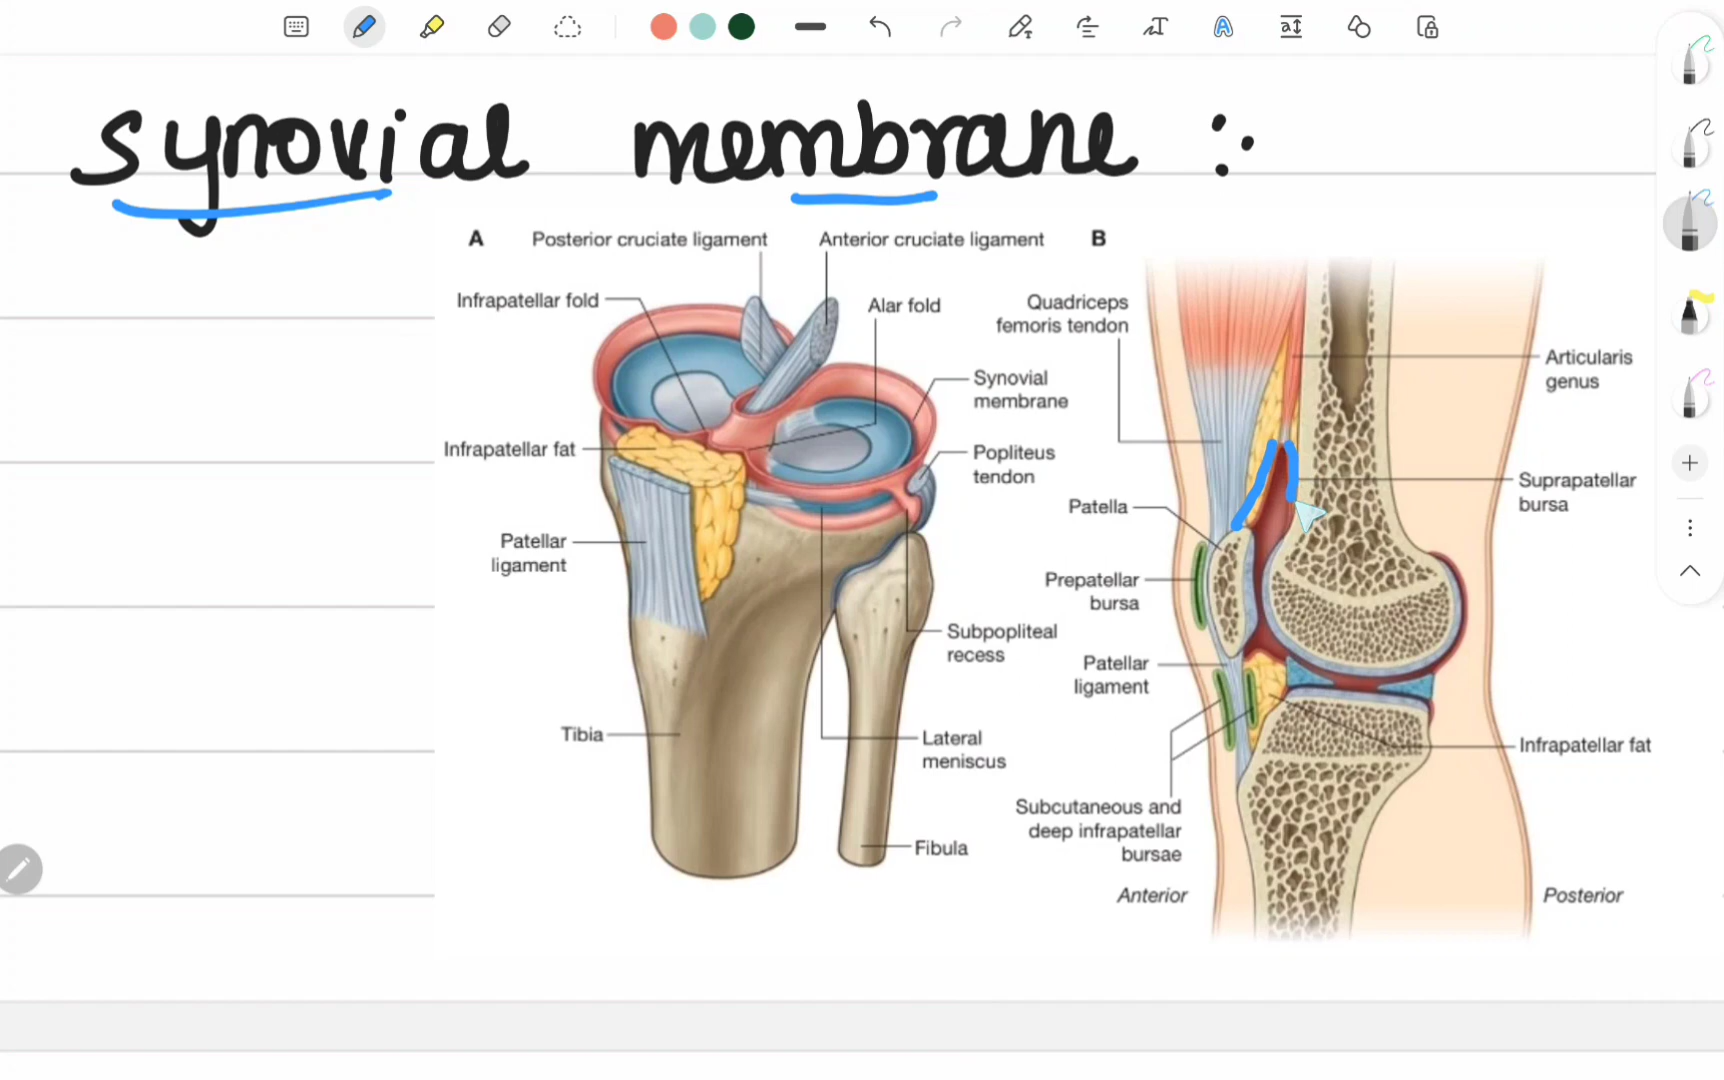 synovial membrane :-
A
Posterior cruciate ligament
Anterior cruciate ligament
Infrapatellar fold
Alar fold
Synovial
membrane
Infrapatellar fat
Popliteus
tendon
Patellar
ligament
Subpopliteal
recess
Tibia
Lateral
meniscus
Fibula
B
Quadriceps
femoris tendon
Articularis
genus
Suprapatellar
bursa
Patella
Prepatellar
bursa
Patellar
ligament
Infrapatellar fat
Subcutaneous and
deep infrapatellar
bursae
Anterior
Posterior